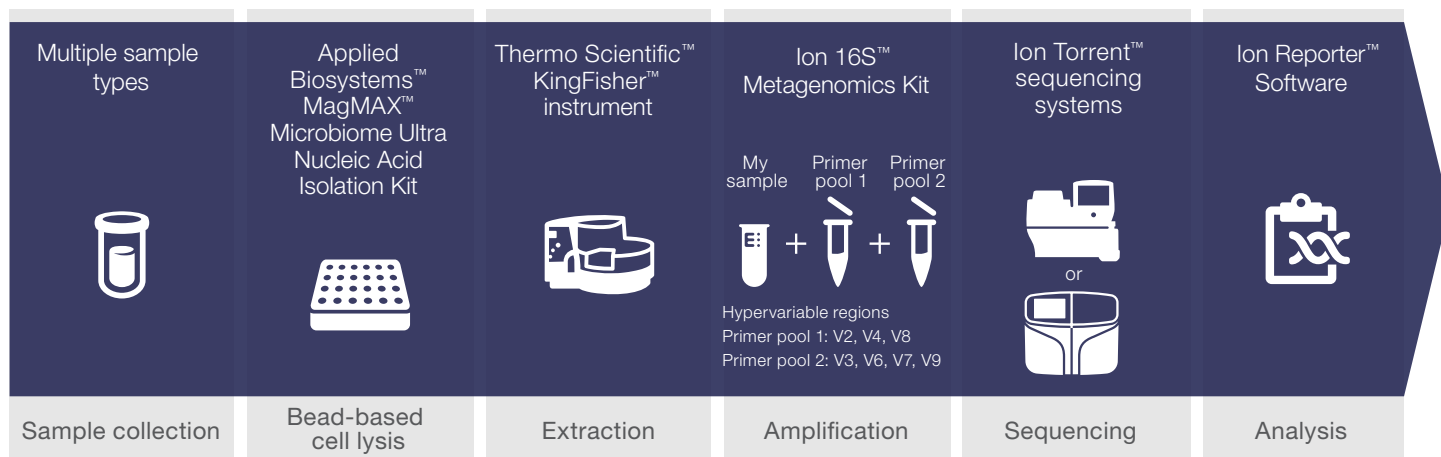 Multiple sample
types
Applied
Biosystems™
MagMAX™
Microbiome Ultra
Nucleic Acid
Isolation Kit
Thermo Scientific™
KingFisher™
instrument
Ion 16S™
Metagenomics Kit
My
sample
Primer
pool 1
Primer
pool 2
E:
+
+
Hypervariable regions
Primer pool 1: V2, V4, V8
Primer pool 2: V3, V6, V7, V9
Ion Torrent™
sequencing
systems
or
Ion Reporter™
Software
Sample collection
Bead-based
cell lysis
Extraction
Amplification
Sequencing
Analysis